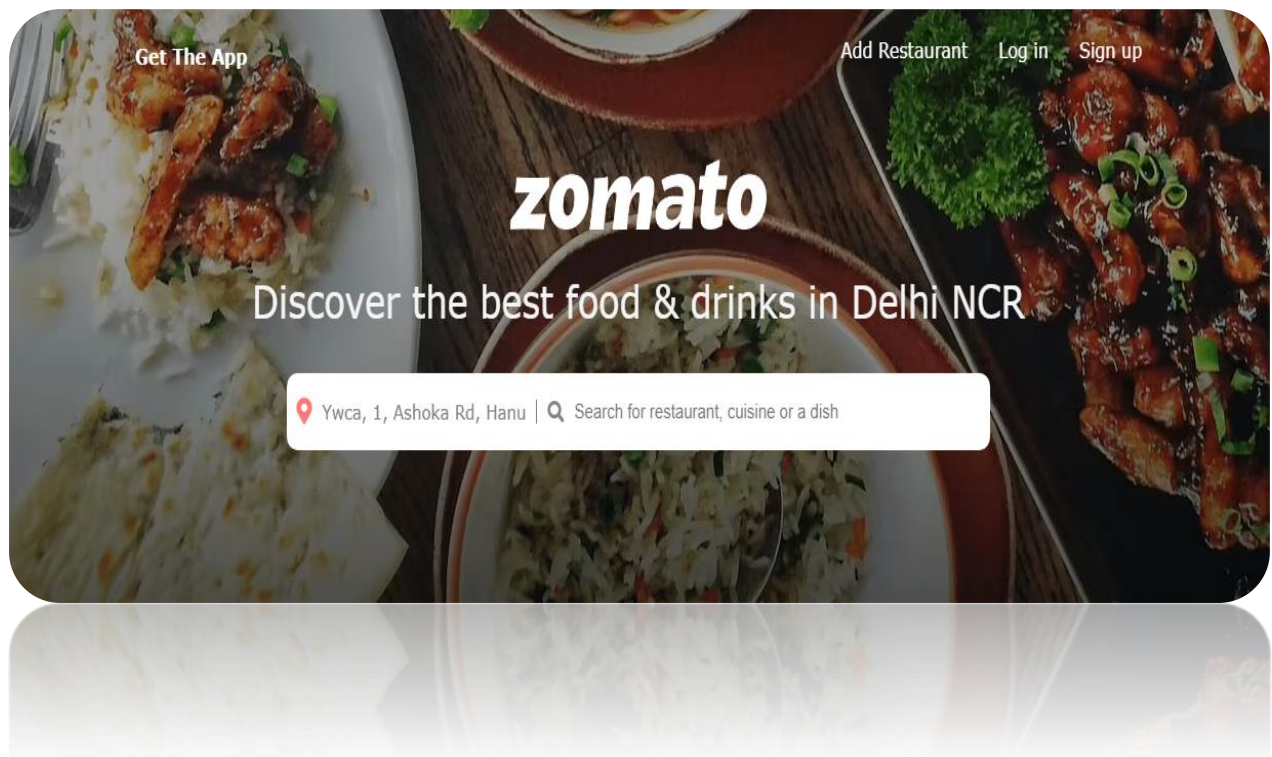 Get The App
Add Restaurant Log in Sign up
zomato
Discover the best food & drinks in Delhi NCR
Ywca, 1, Ashoka Rd, Hanu
Search for restaurant, cuisine or a dish